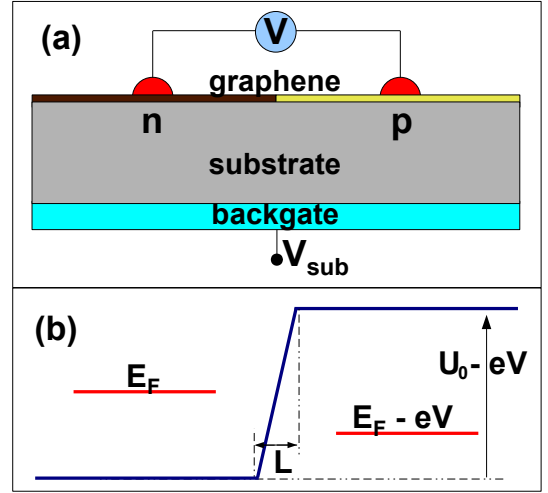 (a)
V
graphene
n p
substrate
backgate
V_sub
(b)
E_F
U_0 - eV
E_F - eV
L